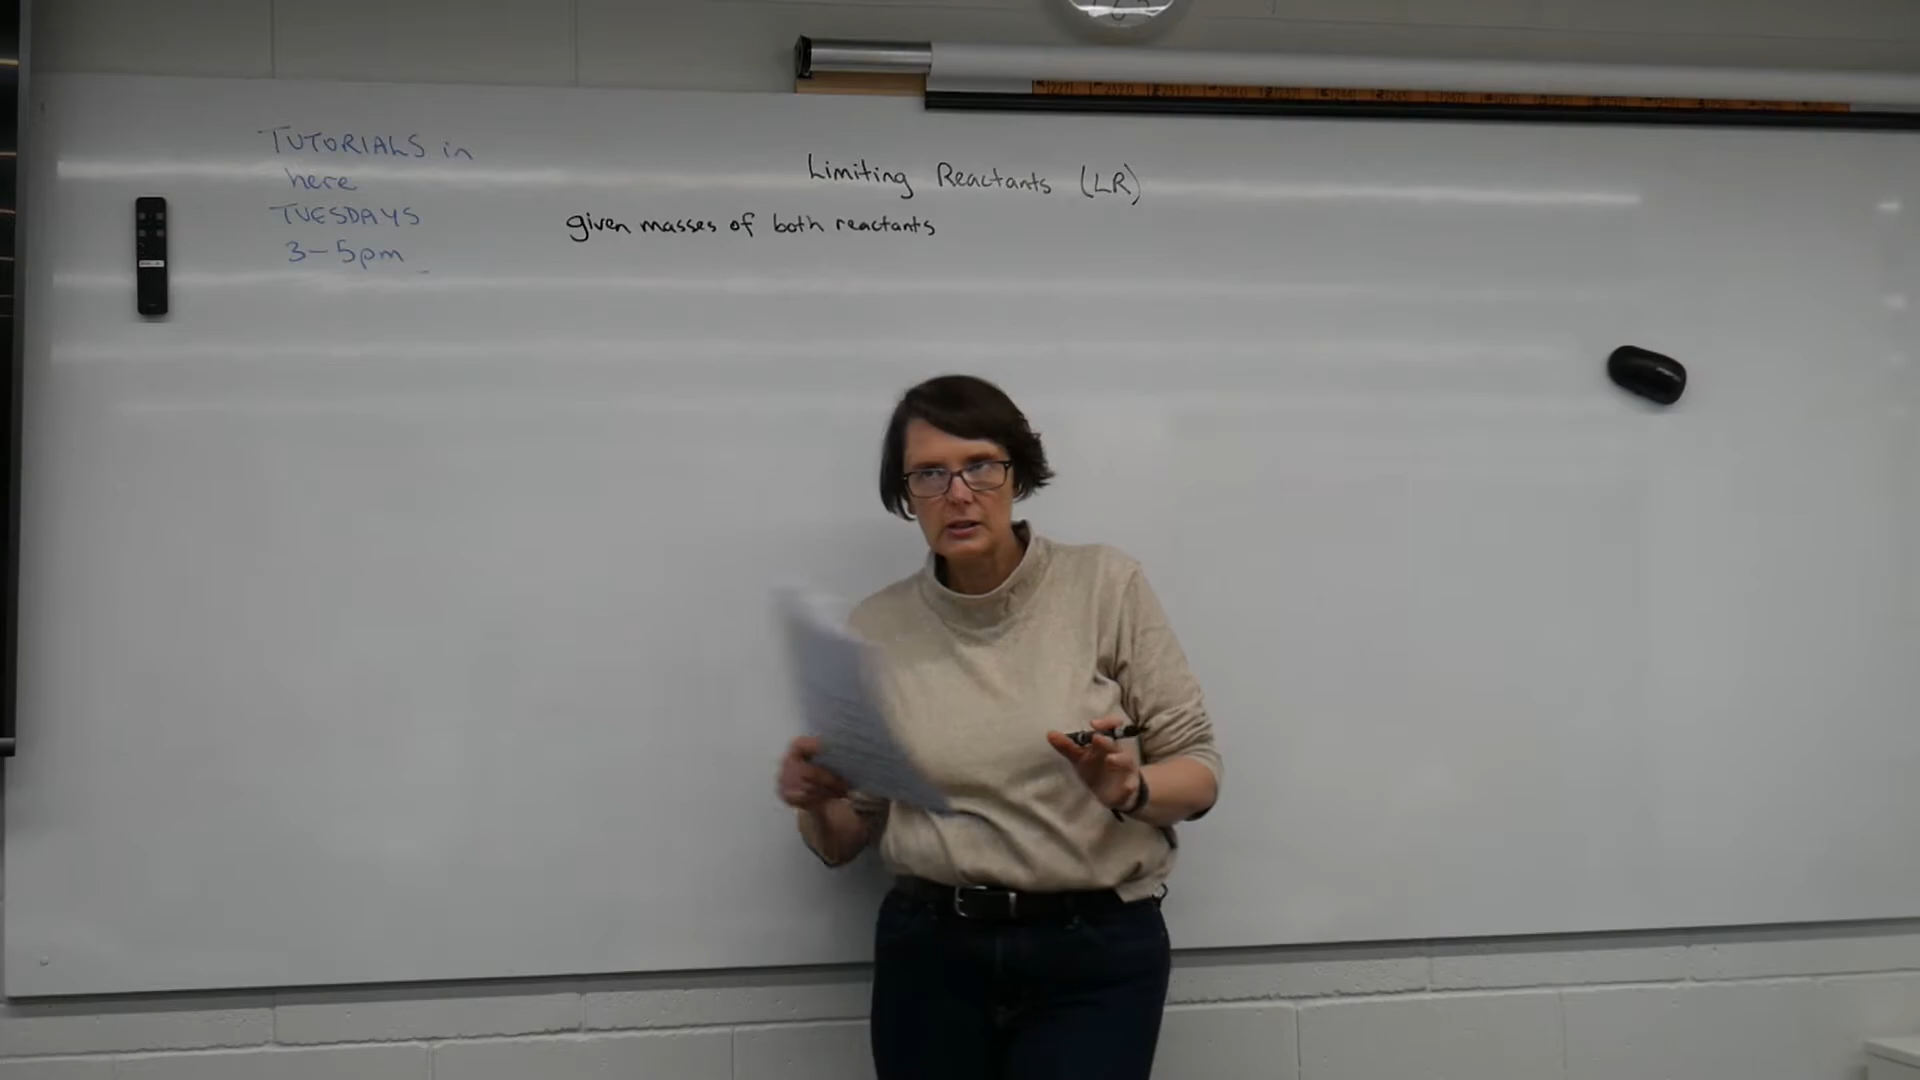 TUTORIALS in
here
TUESDAYS
3-5pm
Limiting Reactants (LR)
given masses of both reactants